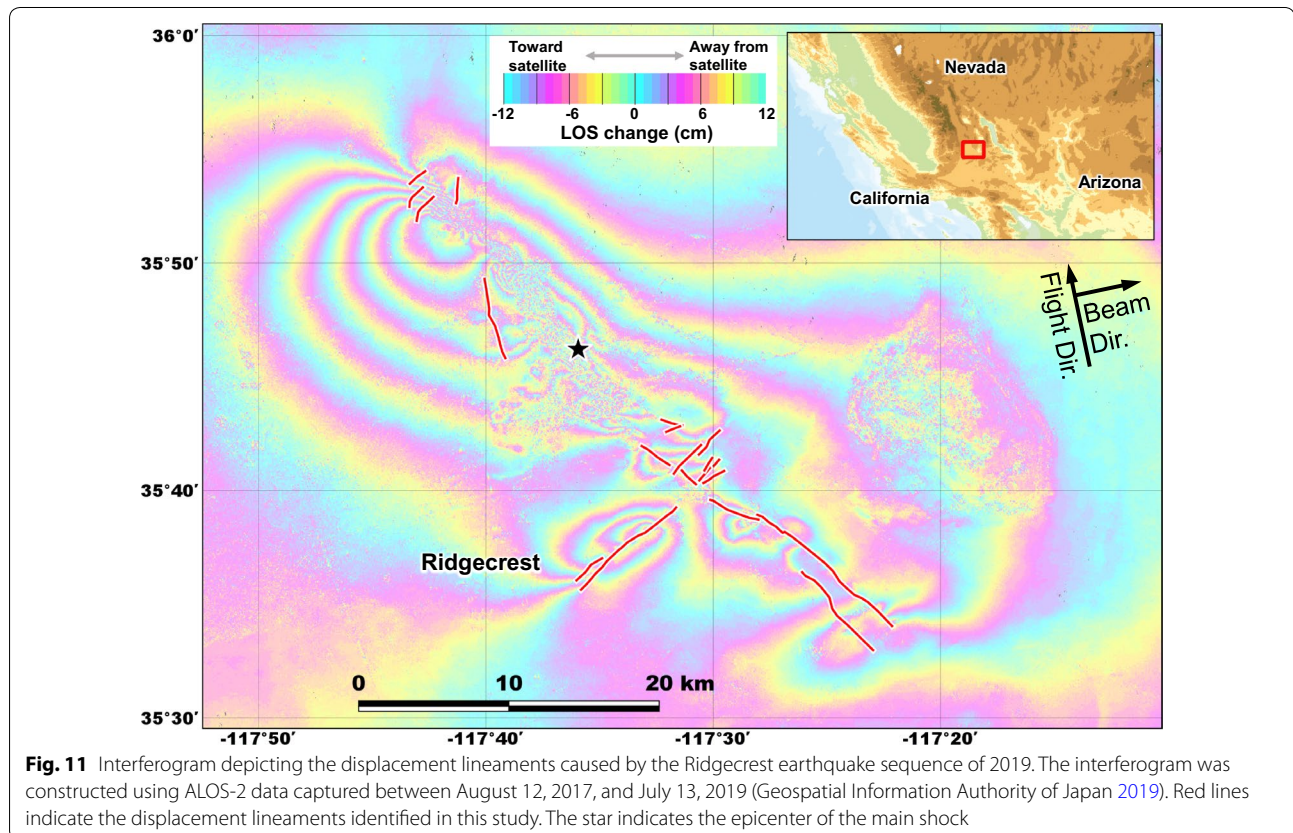 36°0′
35°50′
35°40′
35°30′
-117°50′
-117°40′
-117°30′
-117°20′
Toward satellite
Away from satellite
-12
-6
0
6
12
LOS change (cm)
Nevada
California
Arizona
Flight Dir.
Beam Dir.
Ridgecrest
0
10
20 km
Fig. 11 Interferogram depicting the displacement lineaments caused by the Ridgecrest earthquake sequence of 2019. The interferogram was
constructed using ALOS-2 data captured between August 12, 2017, and July 13, 2019 (Geospatial Information Authority of Japan 2019). Red lines
indicate the displacement lineaments identified in this study. The star indicates the epicenter of the main shock